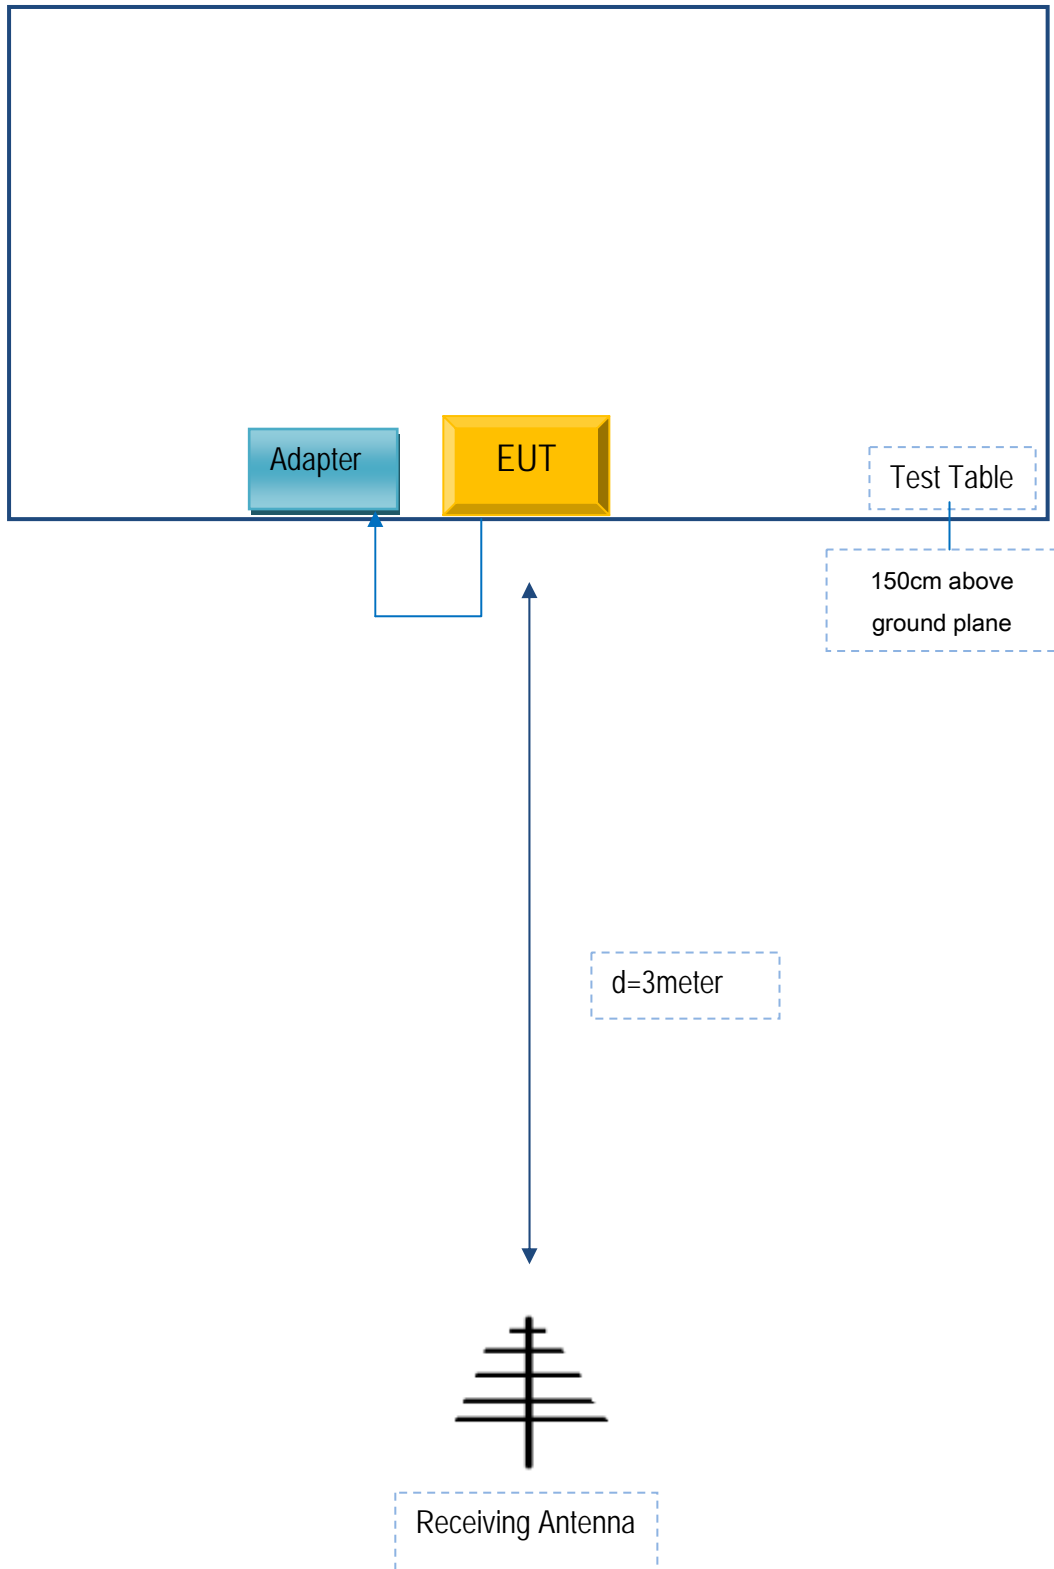 Adapter
EUT
Test Table
150cm above
ground plane
d=3meter
Receiving Antenna